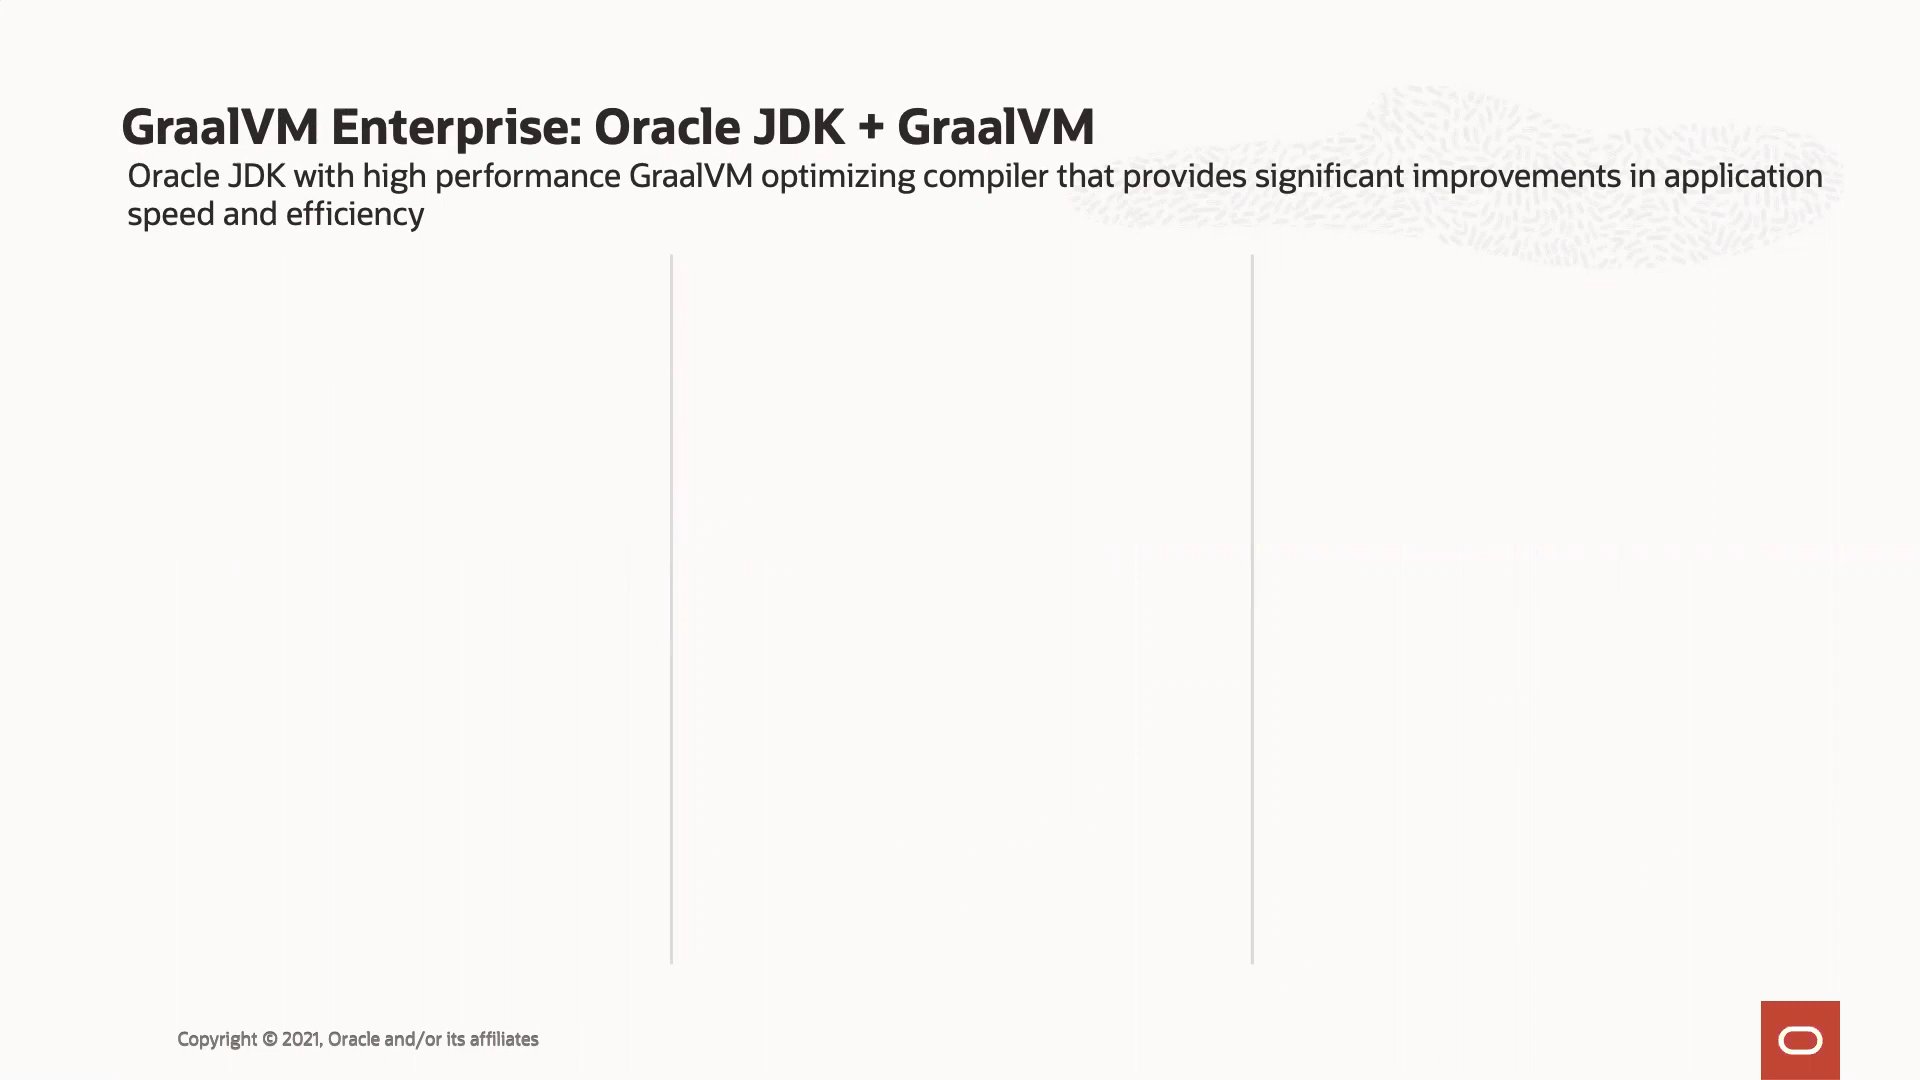 GraalVM Enterprise: Oracle JDK + GraalVM
Oracle JDK with high performance GraalVM optimizing compiler that provides significant improvements in application
speed and efficiency
Copyright © 2021, Oracle and/or its affiliates